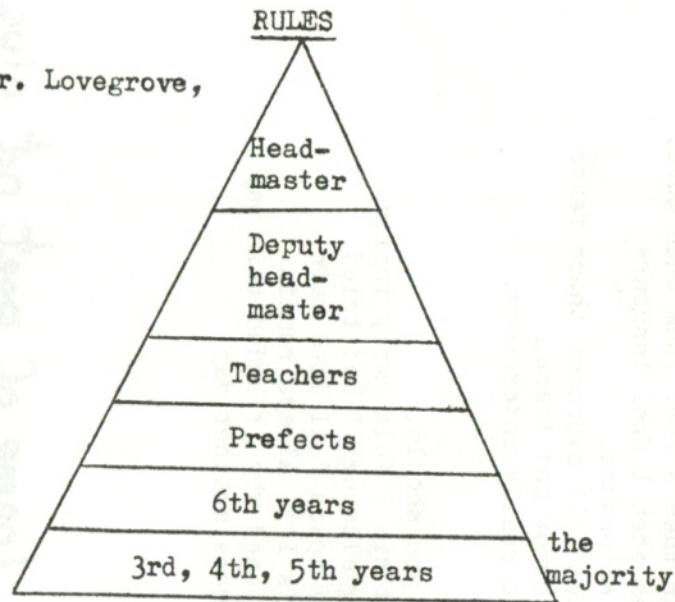 RULES
r. Lovegrove,
Head-
master
Deputy
head-
master
Teachers
Prefects
6th years
3rd, 4th, 5th years
the
majority